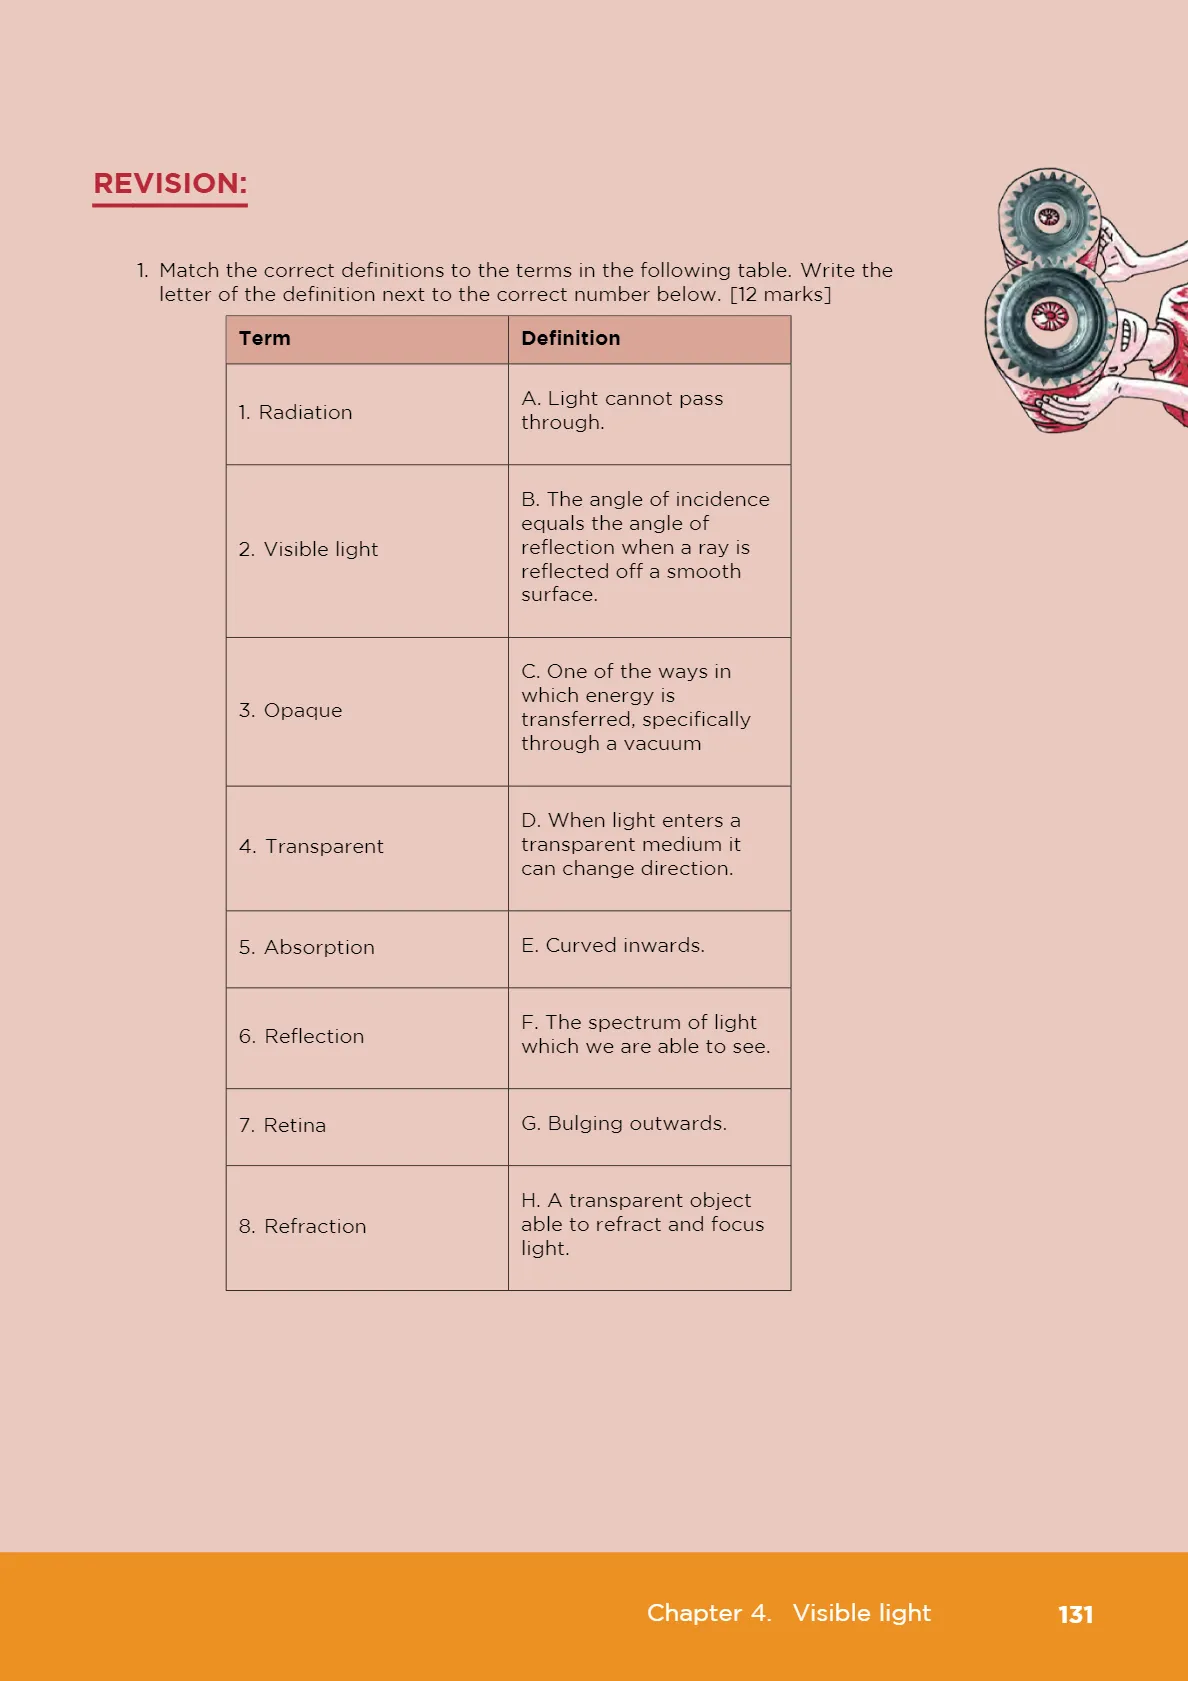 REVISION:
1. Match the correct definitions to the terms in the following table. Write the
letter of the definition next to the correct number below. [12 marks]
Term
Definition
1. Radiation
A. Light cannot pass
through.
2. Visible light
B. The angle of incidence
equals the angle of
reflection when a ray is
reflected off a smooth
surface.
3. Opaque
C. One of the ways in
which energy is
transferred, specifically
through a vacuum
4. Transparent
D. When light enters a
transparent medium it
can change direction.
5. Absorption
E. Curved inwards.
6. Reflection
F. The spectrum of light
which we are able to see.
7. Retina
G. Bulging outwards.
8. Refraction
H. A transparent object
able to refract and focus
light.
Chapter 4. Visible light 131